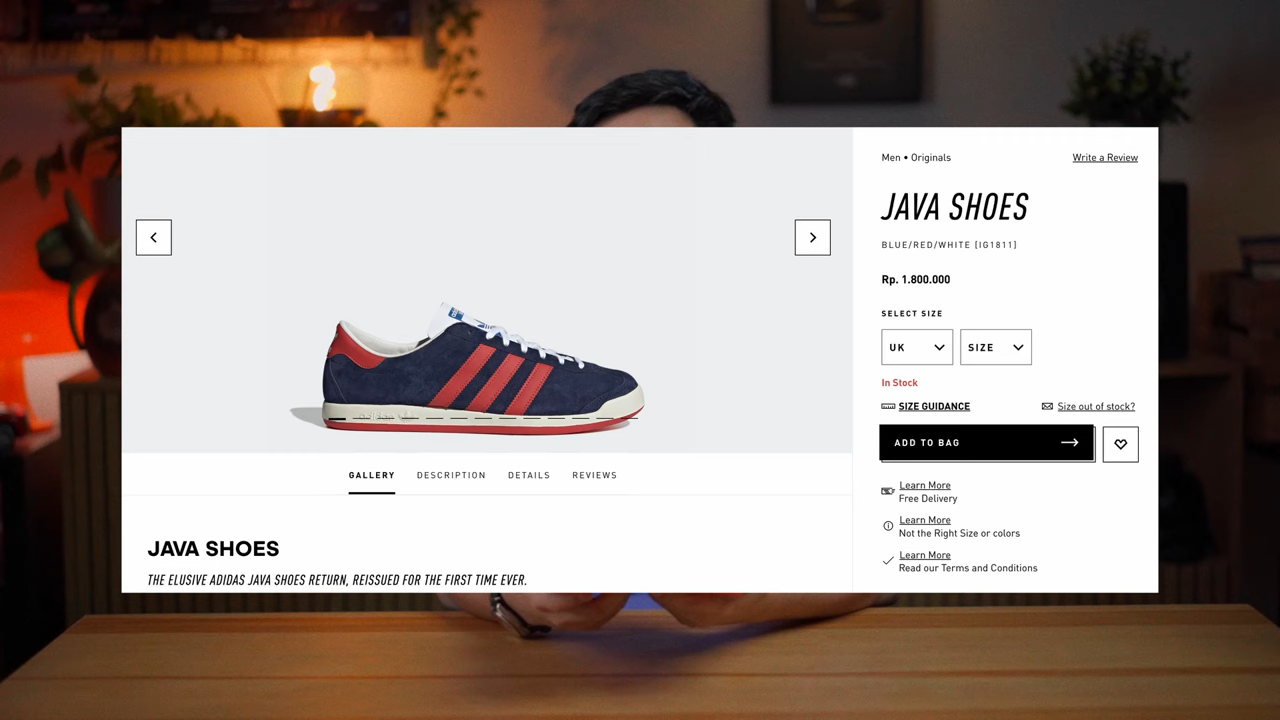 Men • Originals
Write a Review
JAVA SHOES
BLUE/RED/WHITE [IG1811]
Rp. 1.800.000
SELECT SIZE
UK
SIZE
In Stock
SIZE GUIDANCE
Size out of stock?
ADD TO BAG
Learn More
Free Delivery
Learn More
Not the Right Size or colors
Learn More
Read our Terms and Conditions
GALLERY
DESCRIPTION
DETAILS
REVIEWS
JAVA SHOES
THE ELUSIVE ADIDAS JAVA SHOES RETURN, REISSUED FOR THE FIRST TIME EVER.